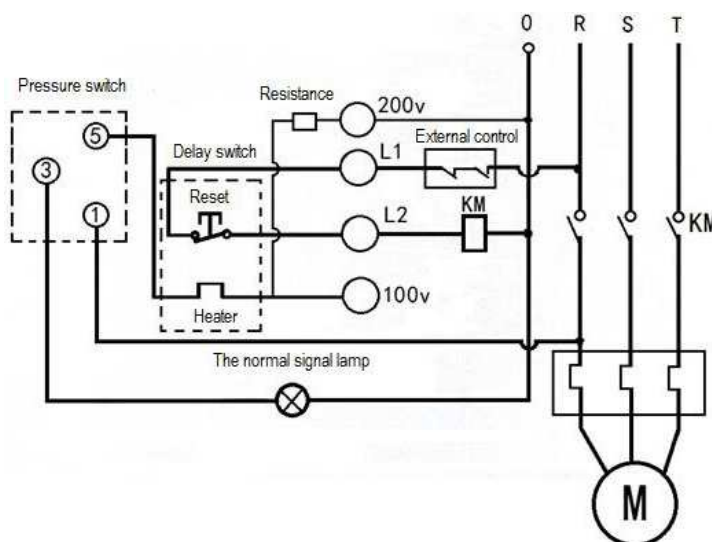 O R S T
Pressure switch
Resistance
200v
External control
5
Delay switch
L1
3
Reset
KM
1
L2
KM
100v
Heater
The normal signal lamp
M